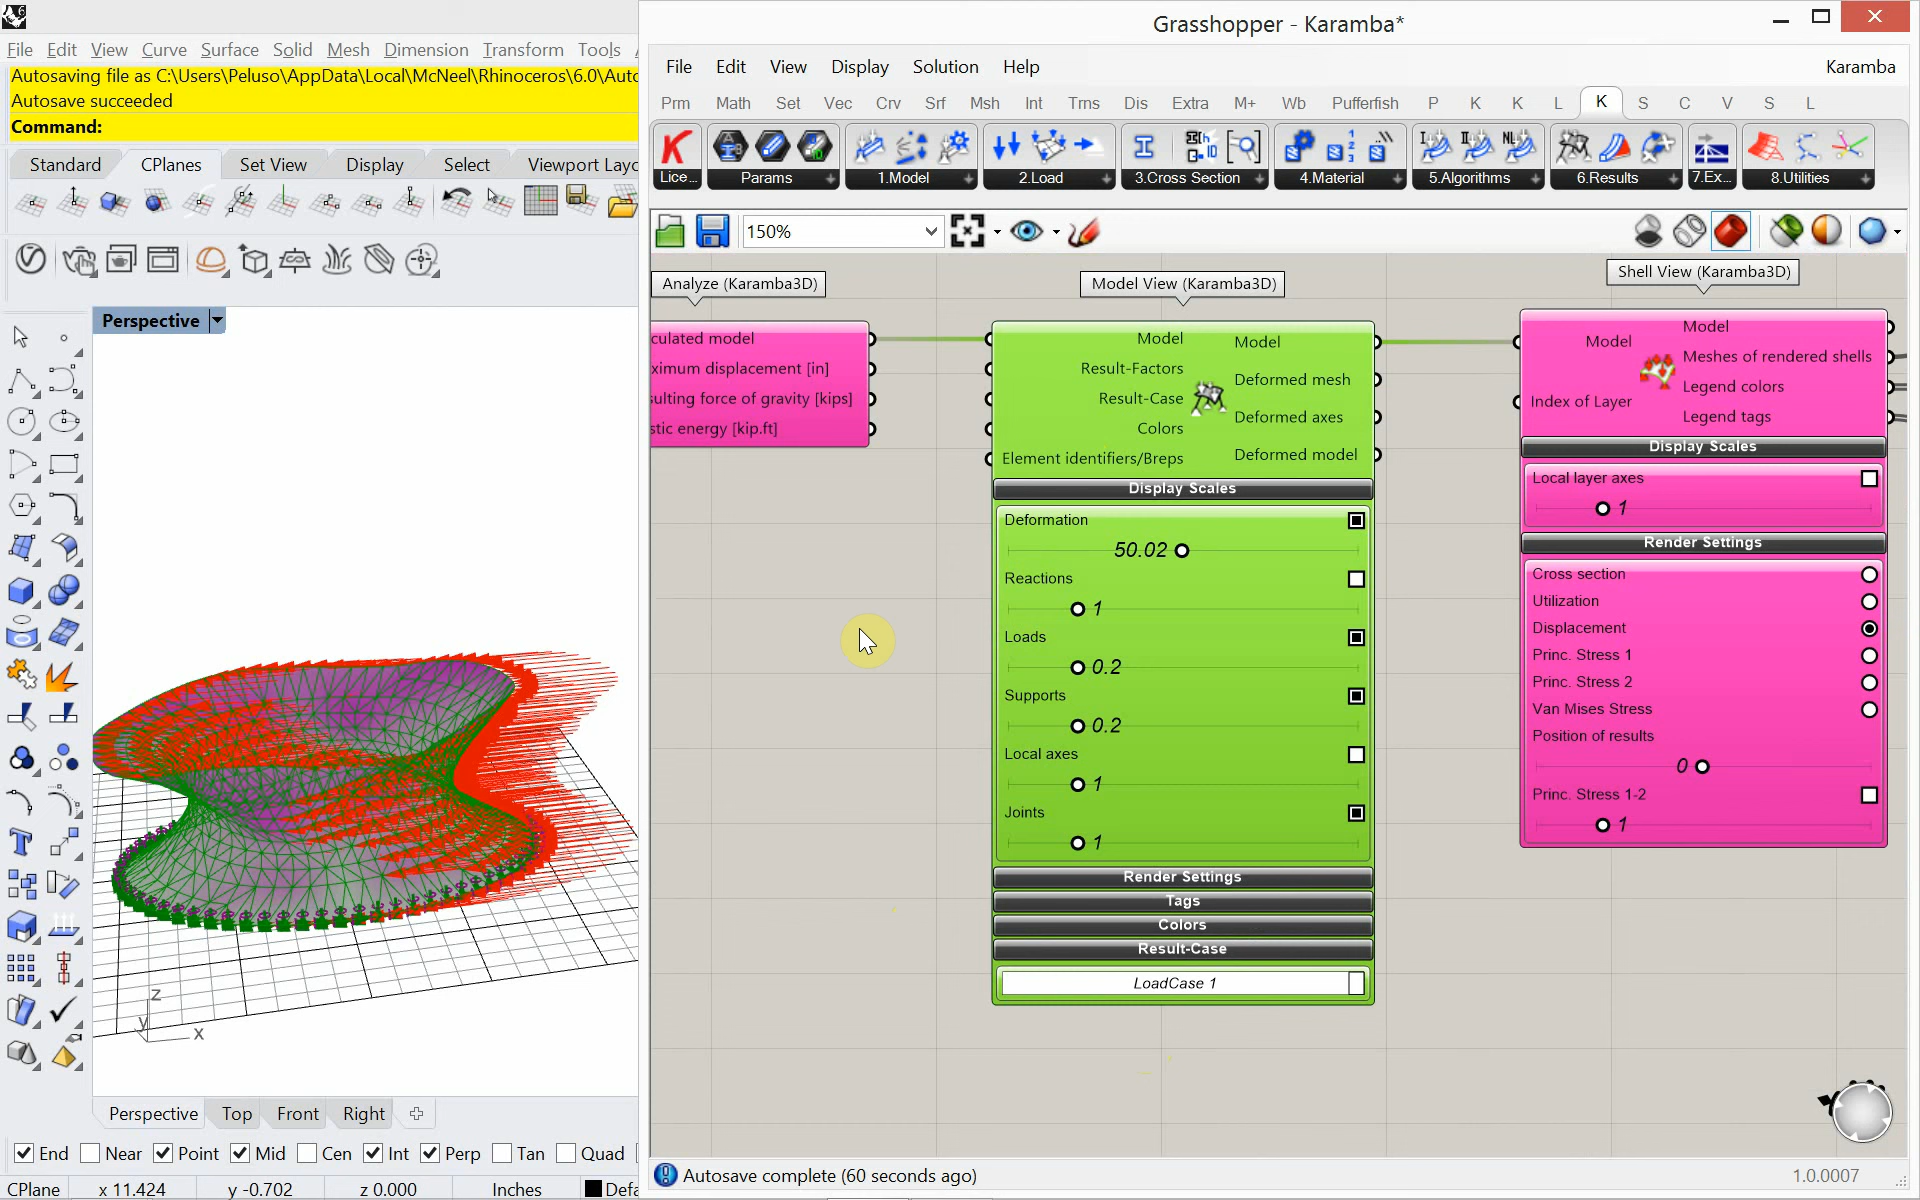 File Edit View Curve Surface Solid Mesh Dimension Transform Tools
Autosaving file as C:\Users\Peluso\AppData\Local\McNeel\Rhinoceros\6.0\Auto
Autosave succeeded
Command:
Standard CPlanes Set View Display Select Viewport Layo
Perspective
z
y
x
Perspective Top Front Right
End Near Point Mid Cen Int Perp Tan Quad
CPlane x 11.424 y -0.702 z 0.000 Inches Defa
Grasshopper - Karamba*
File Edit View Display Solution Help Karamba
Prm Math Set Vec Crv Srf Msh Int Trns Dis Extra M+ Wb Pufferfish P K K L K S C V S L
Lice... Params 1.Model 2.Load 3.Cross Section 4.Material 5.Algorithms 6.Results 7.Ex... 8.Utilities
150%
Analyze (Karamba3D)
culated model
ximum displacement [in]
sulting force of gravity [kips]
stic energy [kip.ft]
Model View (Karamba3D)
Model Model
Result-Factors Deformed mesh
Result-Case Deformed axes
Colors
Element identifiers/Breps Deformed model
Display Scales
Deformation
50.02
Reactions
1
Loads
0.2
Supports
0.2
Local axes
1
Joints
1
Render Settings
Tags
Colors
Result-Case
LoadCase 1
Shell View (Karamba3D)
Model Model
Meshes of rendered shells
Legend colors
Index of Layer Legend tags
Display Scales
Local layer axes
1
Render Settings
Cross section
Utilization
Displacement
Princ. Stress 1
Princ. Stress 2
Van Mises Stress
Position of results
0
Princ. Stress 1-2
1
Autosave complete (60 seconds ago) 1.0.0007